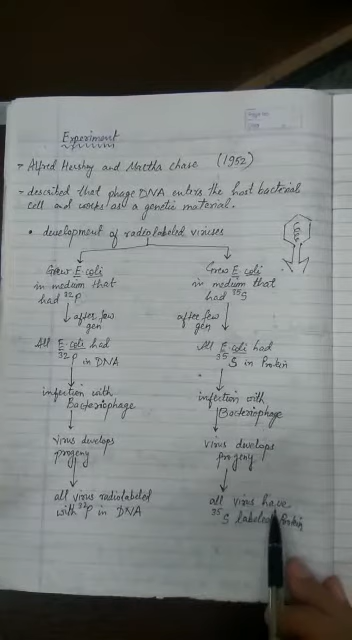 Experiment
- Alfred Hershey and Martha chase (1952)
- described that phage DNA enters the host bacterial
cell and works as a genetic material.
• development of radiolabeled viruses
Grew E. coli
in medium that
had 32P
after few
gen
All E. coli had
32P in DNA
infection with
Bacteriophage
virus develops
progeny
all virus radiolabeled
with 32P in DNA
Grew E. coli
in medium that
had 35S
after few
gen
All E. coli had
35S in Protein
infection with
Bacteriophage
virus develops
progeny
all virus have
35S labeled Protein